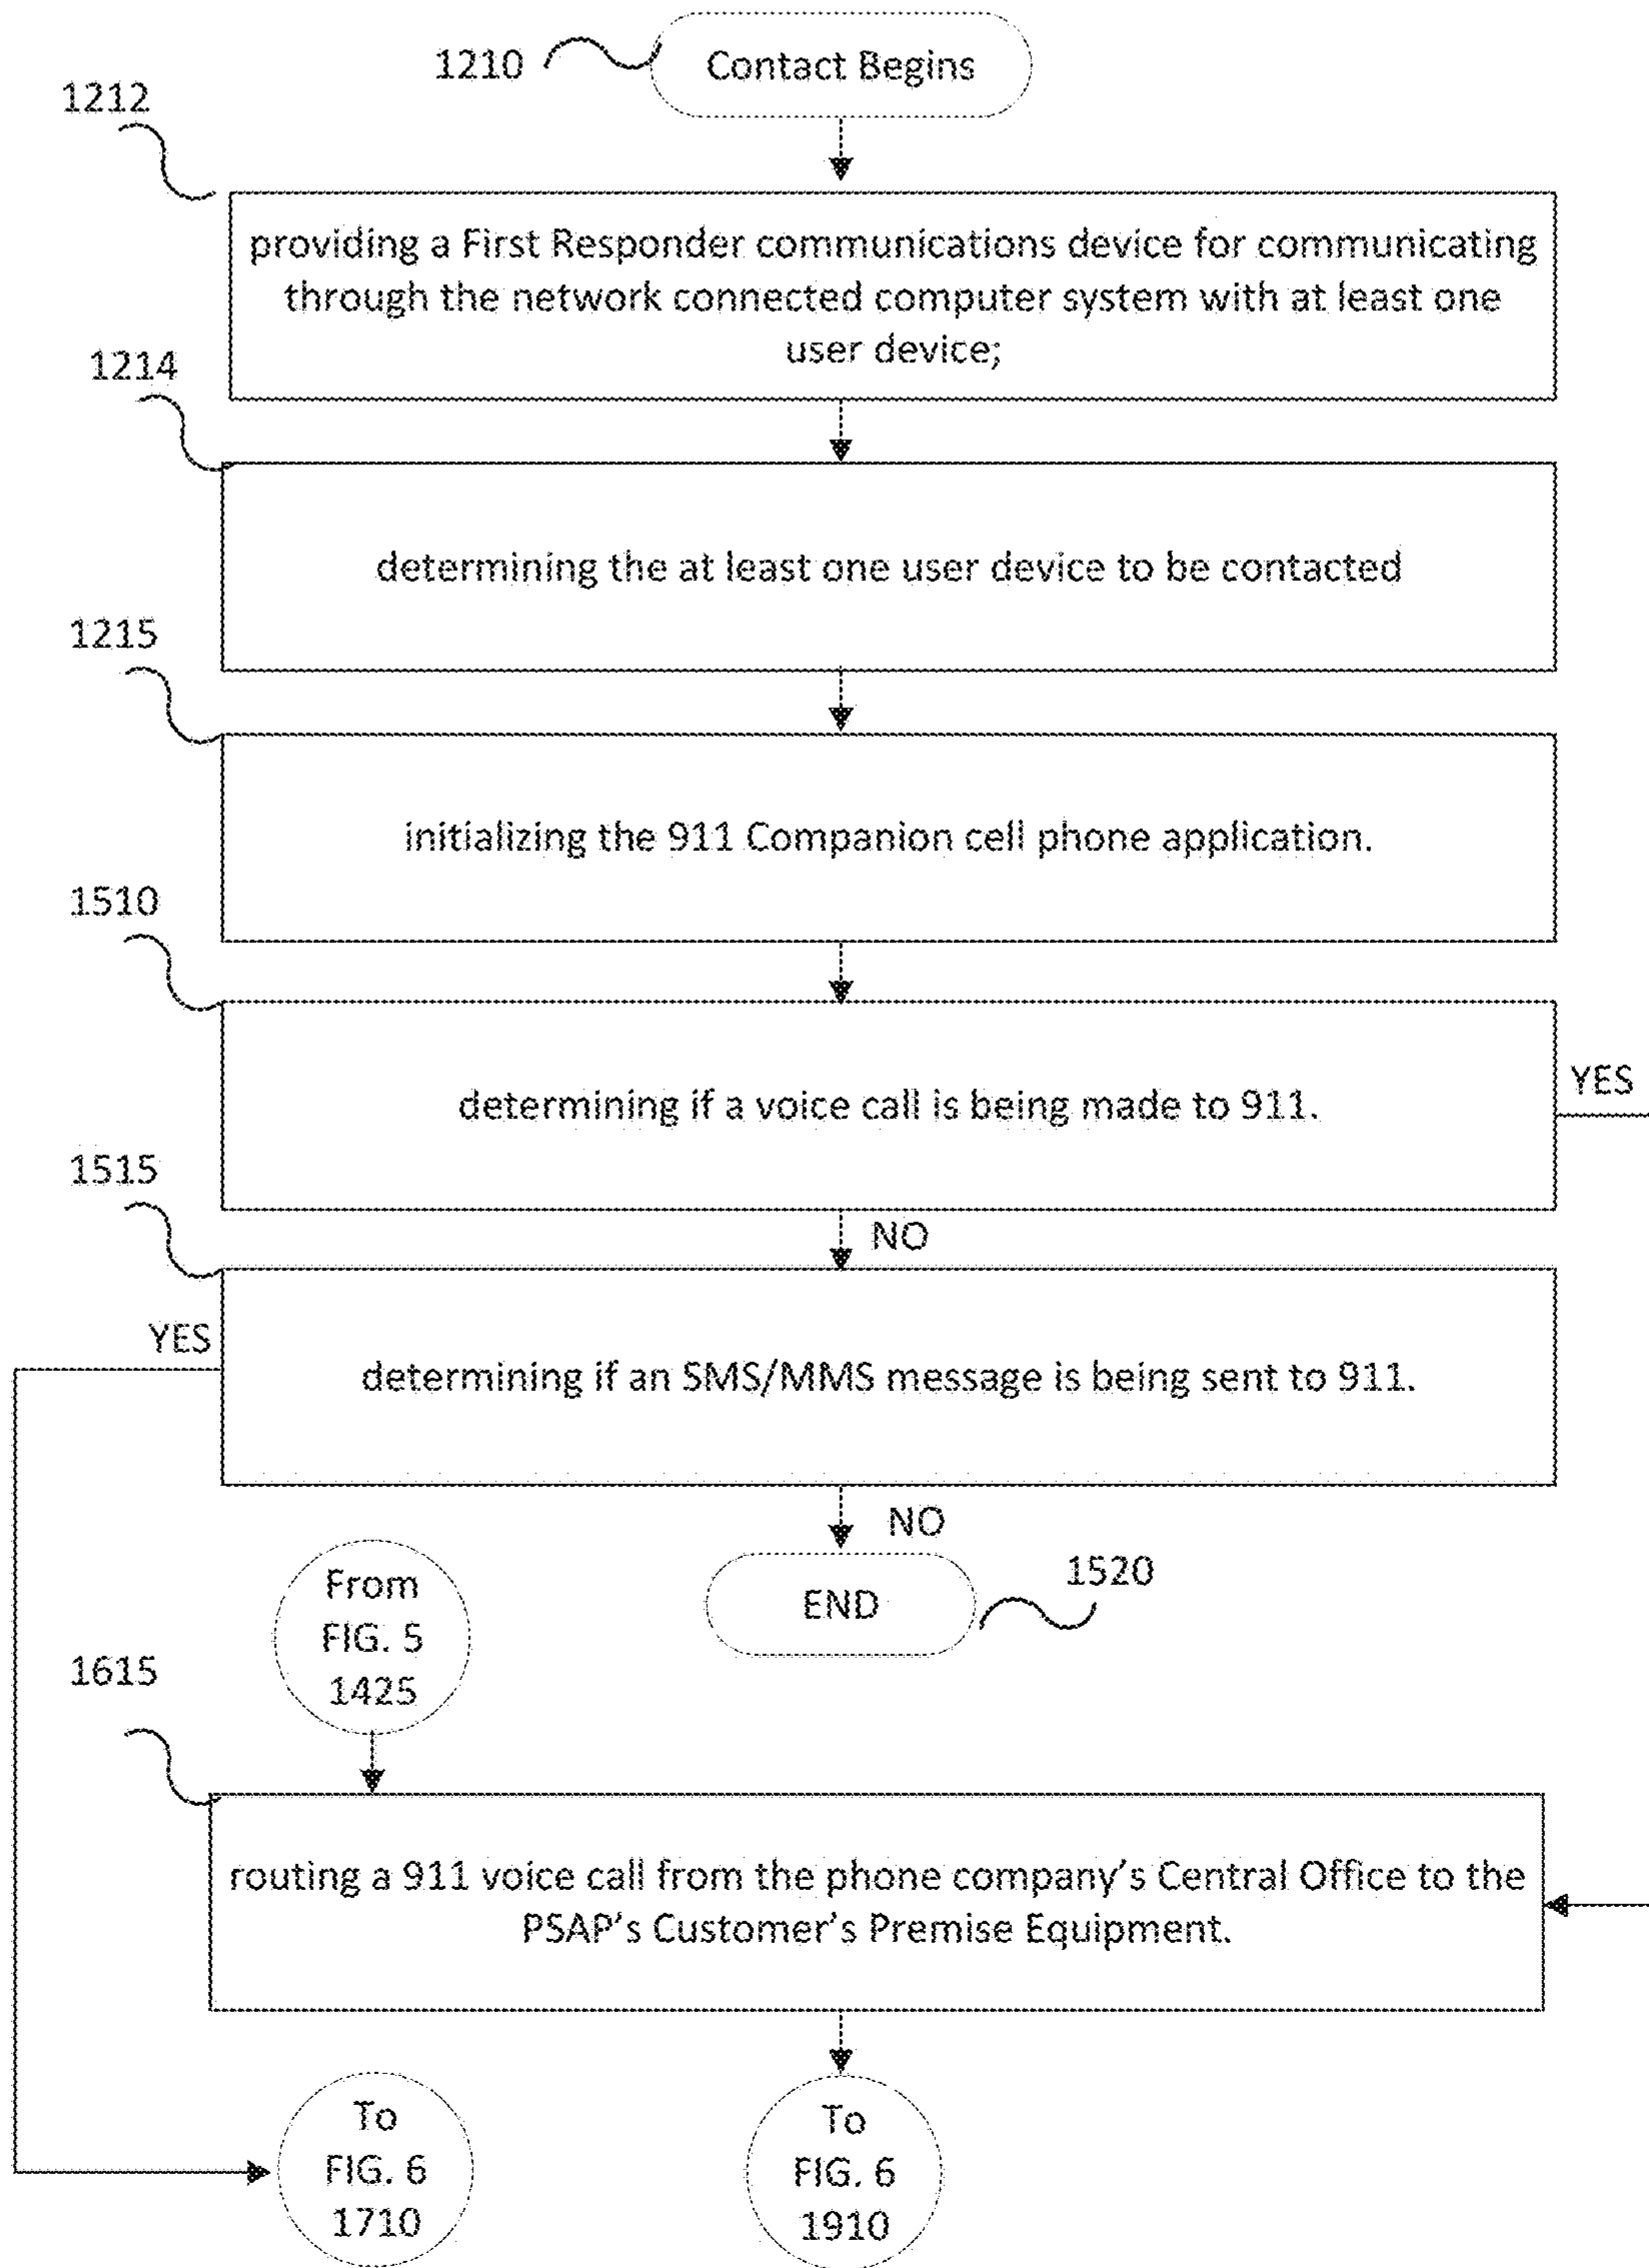 1210
Contact Begins
1212
providing a First Responder communications device for communicating
through the network connected computer system with at least one
user device;
1214
determining the at least one user device to be contacted
1215
initializing the 911 Companion cell phone application.
1510
determining if a voice call is being made to 911.
YES
NO
1515
determining if an SMS/MMS message is being sent to 911.
YES
NO
END
1520
From
FIG. 5
1425
1615
routing a 911 voice call from the phone company's Central Office to the
PSAP's Customer's Premise Equipment.
To
FIG. 6
1710
To
FIG. 6
1910